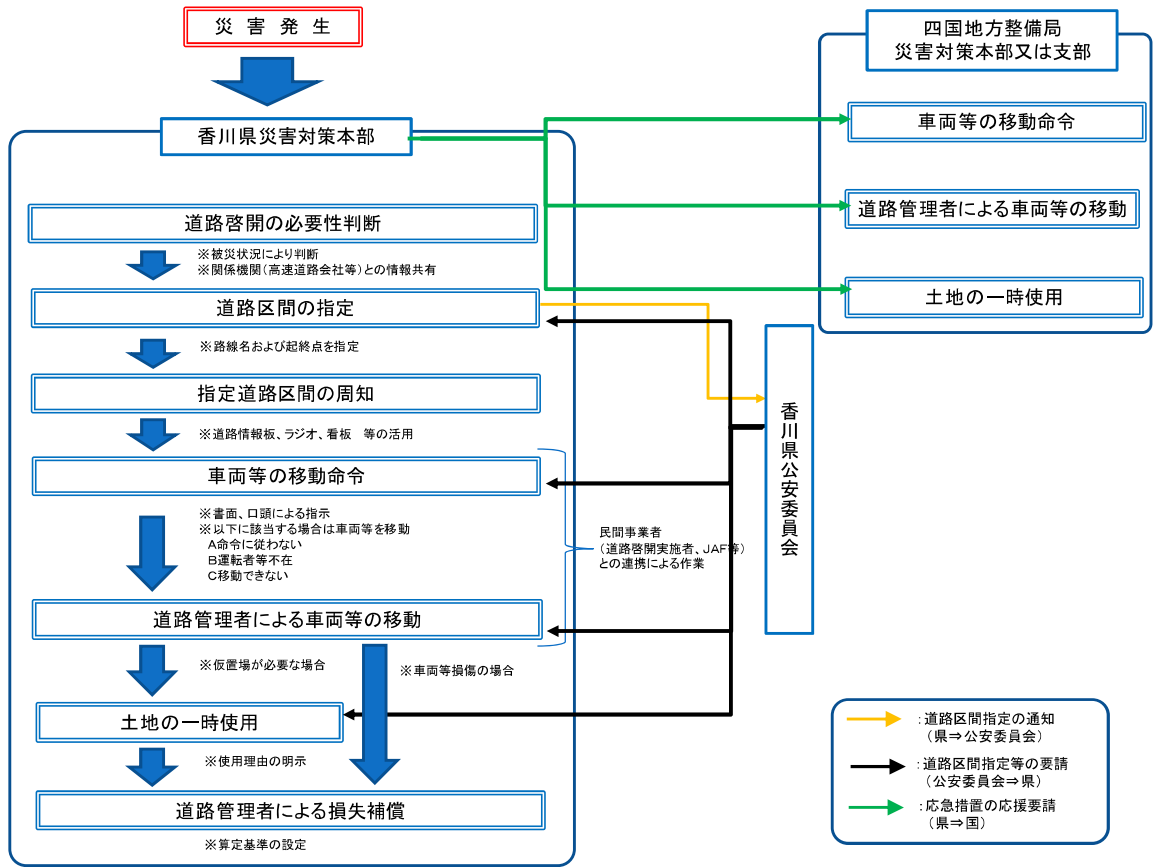 災 害 発 生
四国地方整備局
災害対策本部又は支部
車両等の移動命令
道路管理者による車両等の移動
土地の一時使用
香川県災害対策本部
道路啓開の必要性判断
※被災状況により判断
※関係機関（高速道路会社等）との情報共有
道路区間の指定
※路線名および起終点を指定
指定道路区間の周知
※道路情報板、ラジオ、看板　等の活用
車両等の移動命令
※書面、口頭による指示
※以下に該当する場合は車両等を移動
A命令に従わない
B運転者等不在
C移動できない
民間事業者
（道路啓開実施者、JAF等）
との連携による作業
道路管理者による車両等の移動
※仮置場が必要な場合
※車両等損傷の場合
土地の一時使用
※使用理由の明示
道路管理者による損失補償
※算定基準の設定
香川県公安委員会
：道路区間指定の通知
（県⇒公安委員会）
：道路区間指定等の要請
（公安委員会⇒県）
：応急措置の応援要請
（県⇒国）